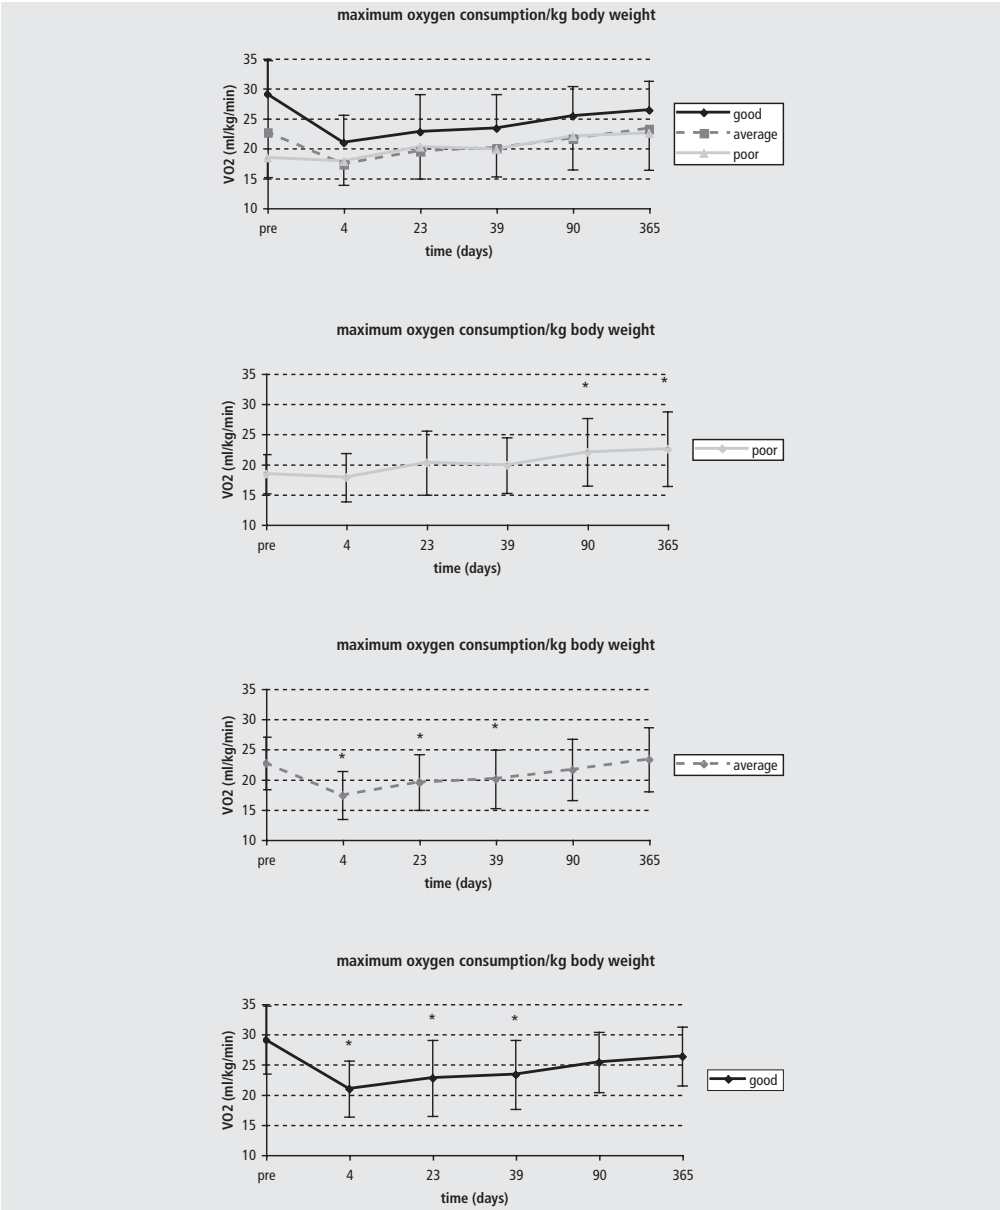 maximum oxygen consumption/kg body weight
35
30
25
20
15
10
VO2 (ml/kg/min)
pre 4 23 39 90 365
time (days)
good
average
poor
maximum oxygen consumption/kg body weight
35
30
25
20
15
10
VO2 (ml/kg/min)
* *
pre 4 23 39 90 365
time (days)
poor
maximum oxygen consumption/kg body weight
35
30
25
20
15
10
VO2 (ml/kg/min)
* * *
pre 4 23 39 90 365
time (days)
average
maximum oxygen consumption/kg body weight
35
30
25
20
15
10
VO2 (ml/kg/min)
* * *
pre 4 23 39 90 365
time (days)
good